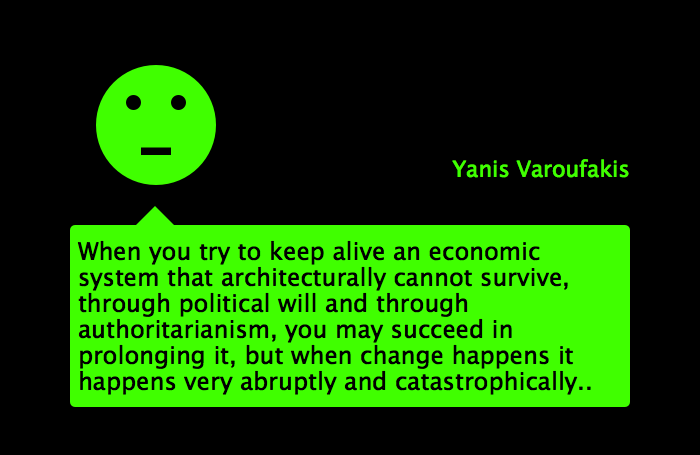 Yanis Varoufakis
When you try to keep alive an economic
system that architecturally cannot survive,
through political will and through
authoritarianism, you may succeed in
prolonging it, but when change happens it
happens very abruptly and catastrophically..